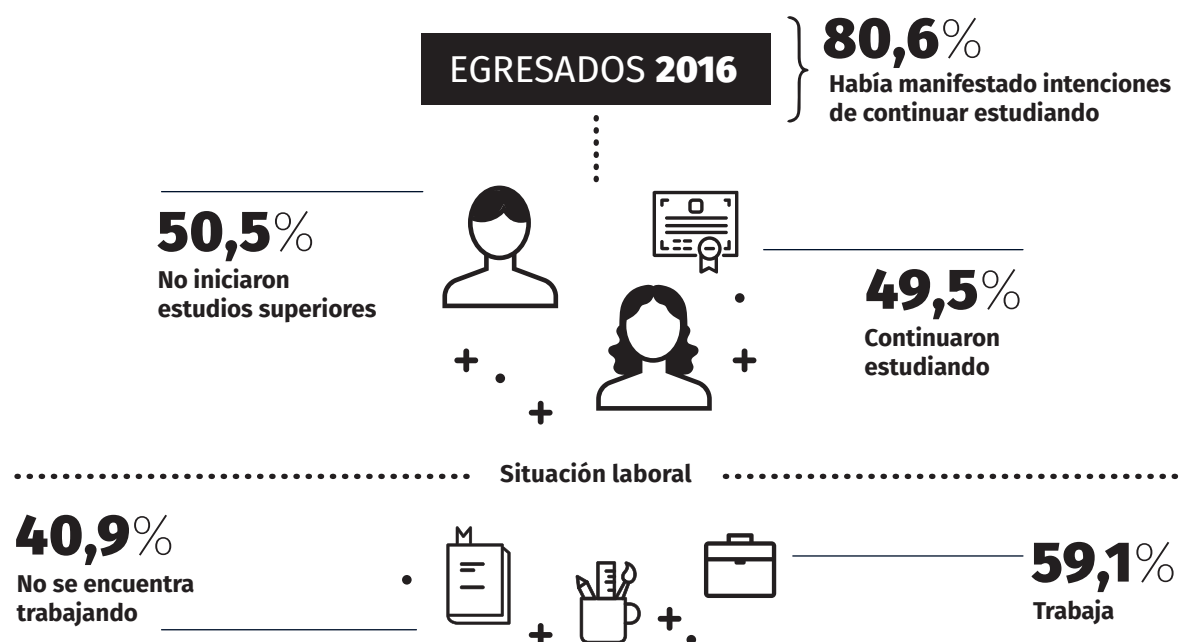 EGRESADOS 2016
80,6%
Había manifestado intenciones
de continuar estudiando
50,5%
No iniciaron
estudios superiores
49,5%
Continuaron
estudiando
Situación laboral
40,9%
No se encuentra
trabajando
59,1%
Trabaja